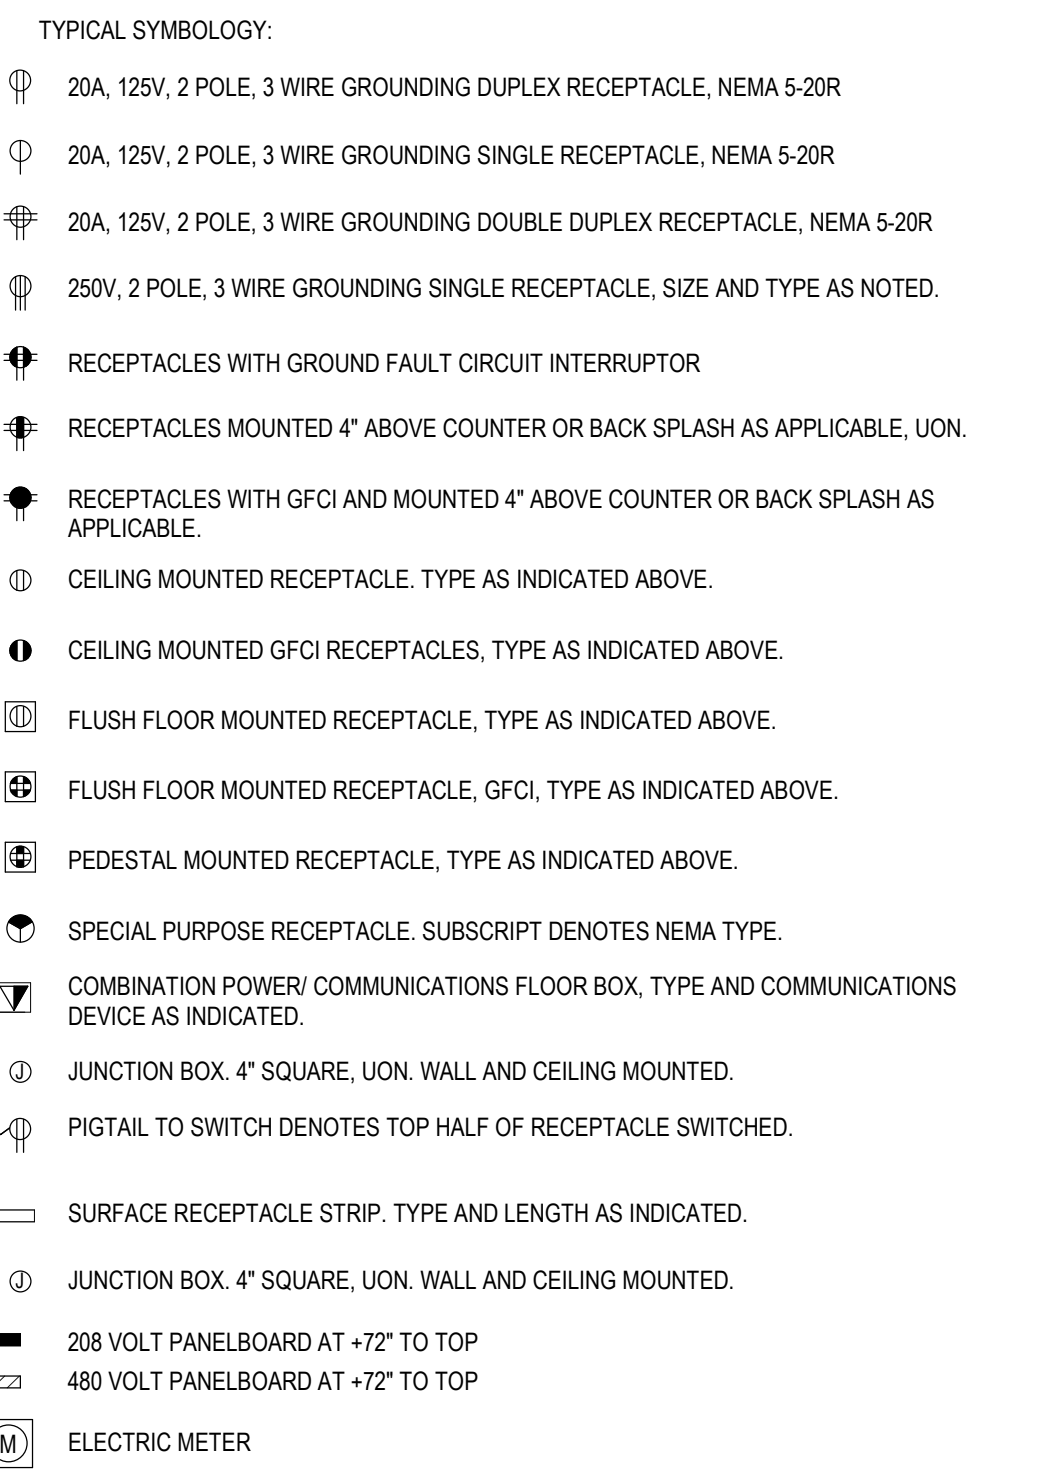 TYPICAL SYMBOLOGY:
20A, 125V, 2 POLE, 3 WIRE GROUNDING DUPLEX RECEPTACLE, NEMA 5-20R
20A, 125V, 2 POLE, 3 WIRE GROUNDING SINGLE RECEPTACLE, NEMA 5-20R
20A, 125V, 2 POLE, 3 WIRE GROUNDING DOUBLE DUPLEX RECEPTACLE, NEMA 5-20R
250V, 2 POLE, 3 WIRE GROUNDING SINGLE RECEPTACLE, SIZE AND TYPE AS NOTED.
RECEPTACLES WITH GROUND FAULT CIRCUIT INTERRUPTOR
RECEPTACLES MOUNTED 4" ABOVE COUNTER OR BACK SPLASH AS APPLICABLE, UON.
RECEPTACLES WITH GFCI AND MOUNTED 4" ABOVE COUNTER OR BACK SPLASH AS
APPLICABLE.
CEILING MOUNTED RECEPTACLE. TYPE AS INDICATED ABOVE.
CEILING MOUNTED GFCI RECEPTACLES, TYPE AS INDICATED ABOVE.
FLUSH FLOOR MOUNTED RECEPTACLE, TYPE AS INDICATED ABOVE.
FLUSH FLOOR MOUNTED RECEPTACLE, GFCI, TYPE AS INDICATED ABOVE.
PEDESTAL MOUNTED RECEPTACLE, TYPE AS INDICATED ABOVE.
SPECIAL PURPOSE RECEPTACLE. SUBSCRIPT DENOTES NEMA TYPE.
COMBINATION POWER/ COMMUNICATIONS FLOOR BOX, TYPE AND COMMUNICATIONS
DEVICE AS INDICATED.
J JUNCTION BOX. 4" SQUARE, UON. WALL AND CEILING MOUNTED.
PIGTAIL TO SWITCH DENOTES TOP HALF OF RECEPTACLE SWITCHED.
SURFACE RECEPTACLE STRIP. TYPE AND LENGTH AS INDICATED.
J JUNCTION BOX. 4" SQUARE, UON. WALL AND CEILING MOUNTED.
208 VOLT PANELBOARD AT +72" TO TOP
480 VOLT PANELBOARD AT +72" TO TOP
M ELECTRIC METER